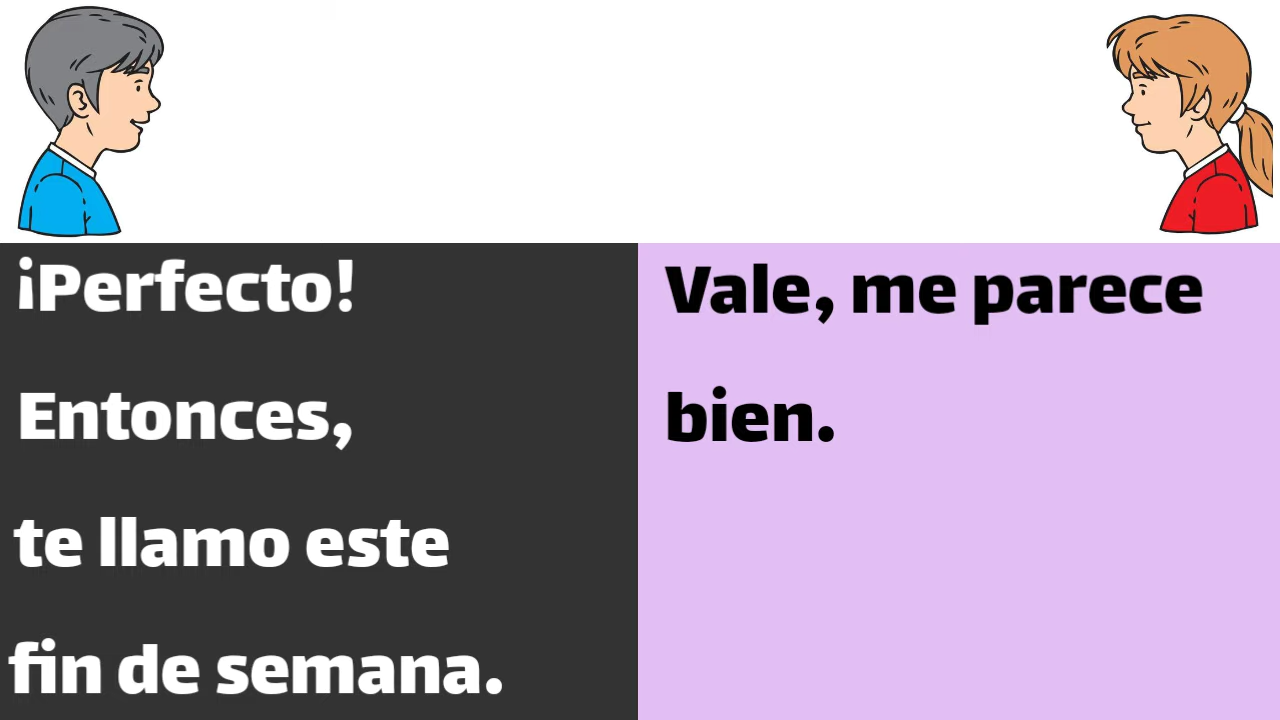 ¡Perfecto!
Entonces,
te llamo este
fin de semana.
Vale, me parece
bien.